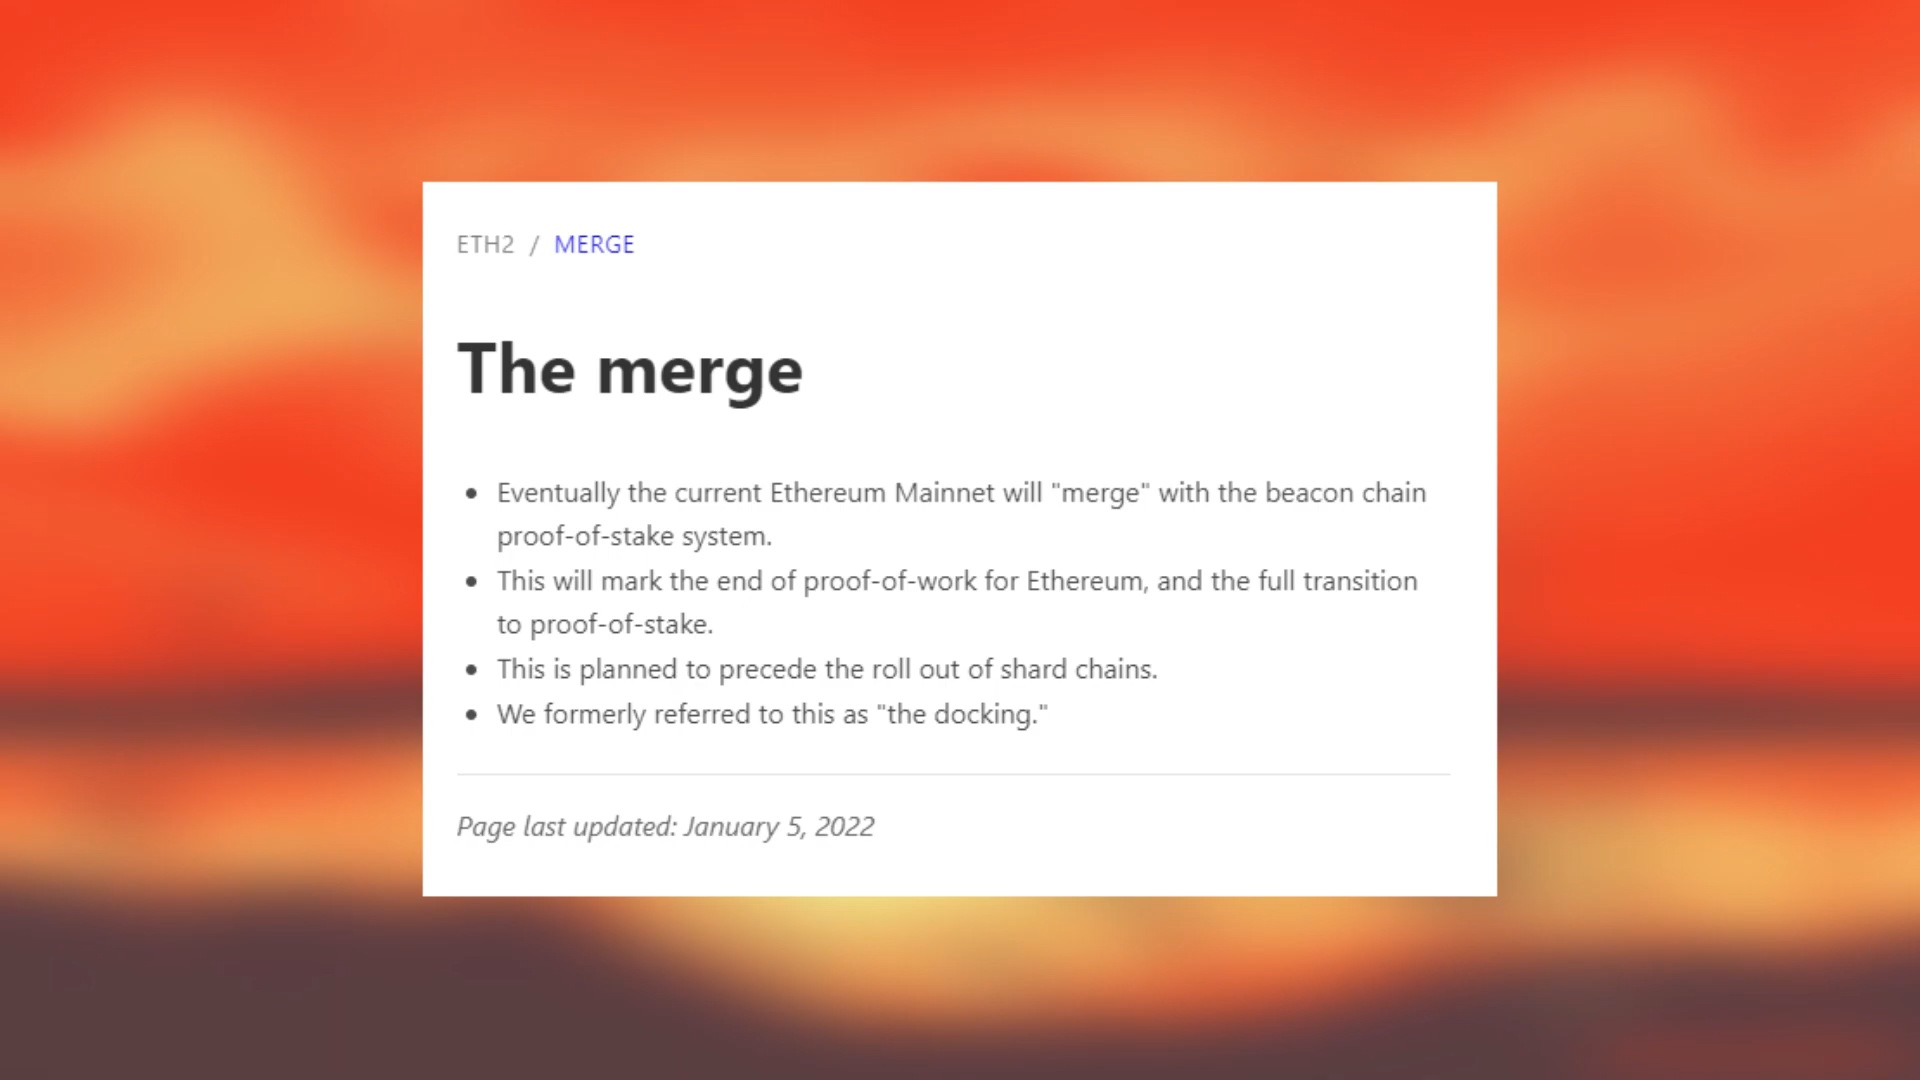 ETH2 / MERGE
The merge
• Eventually the current Ethereum Mainnet will "merge" with the beacon chain
proof-of-stake system.
• This will mark the end of proof-of-work for Ethereum, and the full transition
to proof-of-stake.
• This is planned to precede the roll out of shard chains.
• We formerly referred to this as "the docking."
Page last updated: January 5, 2022